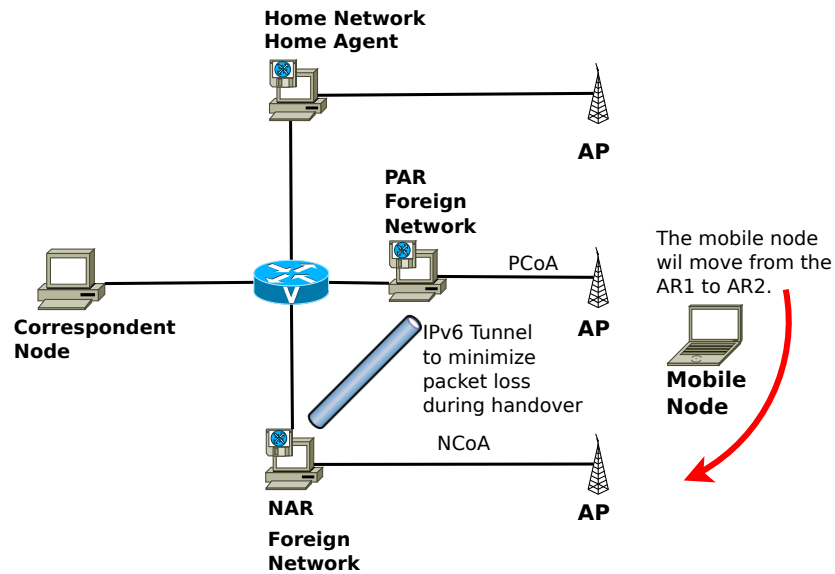 Home Network
Home Agent
AP
PAR
Foreign
Network
PCoA
AP
The mobile node
wil move from the
AR1 to AR2.
V
Correspondent
Node
IPv6 Tunnel
to minimize
packet loss
during handover
Mobile
Node
NCoA
NAR
AP
Foreign
Network